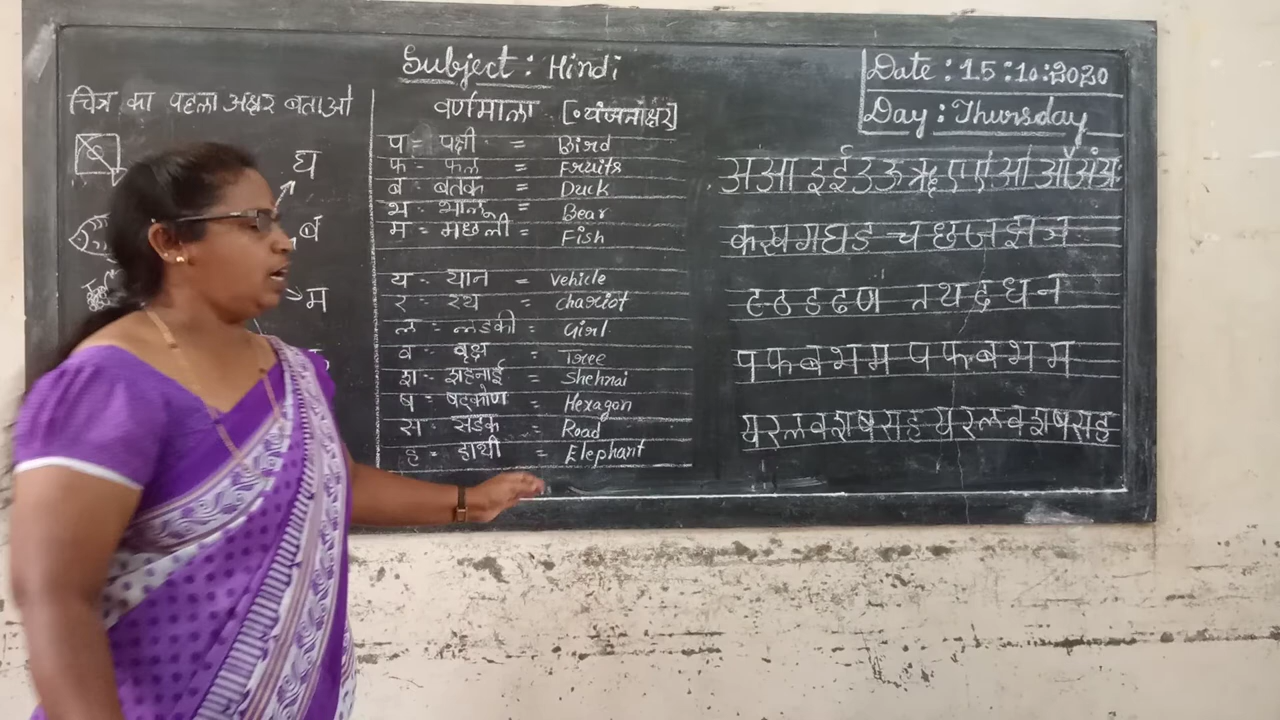 Subject : Hindi
Date : 15 : 10 : 2020
Day : Thursday
चित्र का पहला अक्षर बताओ
घ
ब
म
वर्णमाला [व्यंजनाक्षर]
प - पक्षी = Bird
फ - फल = Fruits
ब - बतक = Duck
भ - भालू = Bear
म - मछली = Fish
य - यान = Vehicle
र - रथ = chariot
ल - लडकी = Girl
व - वृक्ष = Tree
श - शहनाई = Shehnai
ष - षट्कोण = Hexagon
स - सडक = Road
ह - हाथी = Elephant
अ आ इ ई उ ऊ ऋ ए ऐ ओ औ अं अः
क ख ग घ ङ च छ ज झ ञ
ट ठ ड ढ ण त थ द ध न
प फ ब भ म प फ ब भ म
य र ल व श ष स ह य र ल व श ष स ह